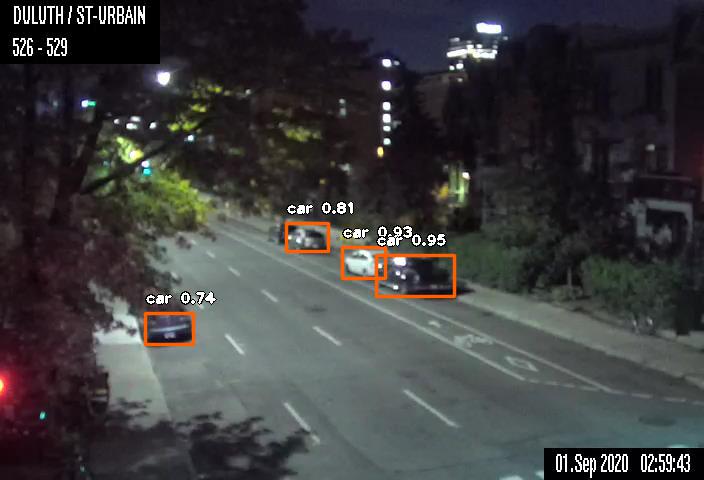 DULUTH / ST-URBAIN
526 - 529
car 0.81
car 0.93
car 0.95
car 0.74
01.Sep 2020 02:59:43